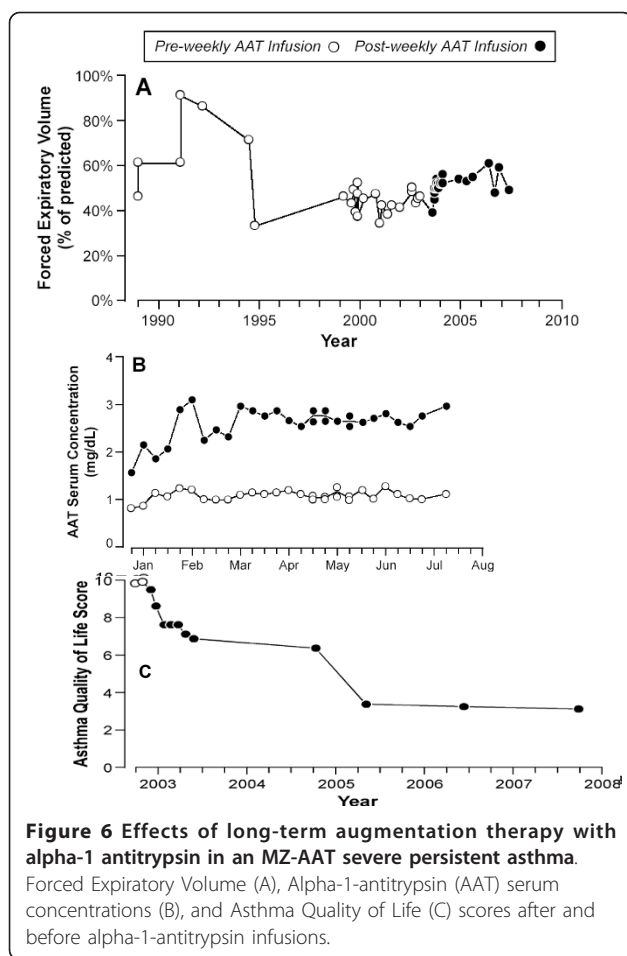 Pre-weekly AAT Infusion ○ Post-weekly AAT Infusion ●
A
Forced Expiratory Volume
(% of predicted)
100%
80%
60%
40%
20%
0%
1990 1995 2000 2005 2010
Year
B
AAT Serum Concentration
(mg/dL)
4
3
2
1
0
Jan Feb Mar Apr May Jun Jul Aug
C
Asthma Quality of Life Score
10
8
6
4
2
0
2003 2004 2005 2006 2007 2008
Year
Figure 6 Effects of long-term augmentation therapy with
alpha-1 antitrypsin in an MZ-AAT severe persistent asthma.
Forced Expiratory Volume (A), Alpha-1-antitrypsin (AAT) serum
concentrations (B), and Asthma Quality of Life (C) scores after and
before alpha-1-antitrypsin infusions.